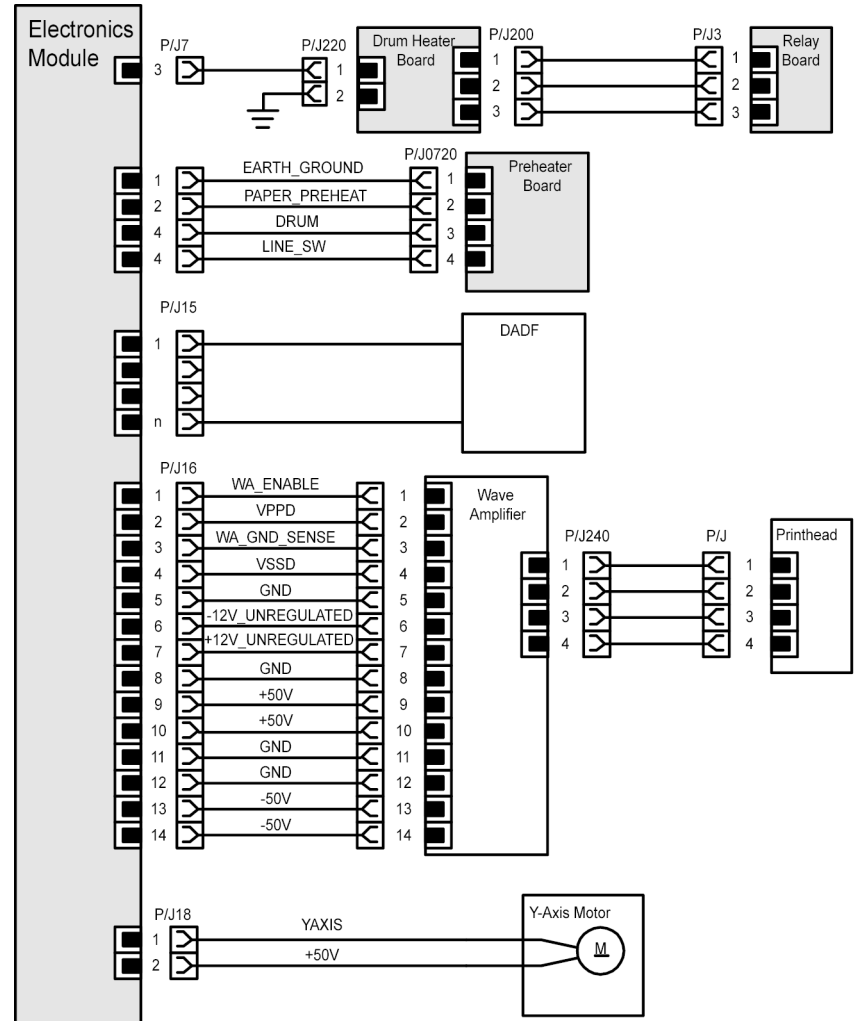 Electronics
Module
P/J7
P/J220
Drum Heater
Board
P/J200
P/J3
Relay
Board
3
1
2
1
2
3
1
2
3
P/J0720
Preheater
Board
1
EARTH_GROUND
1
2
PAPER_PREHEAT
2
4
DRUM
3
4
LINE_SW
4
P/J15
DADF
1
n
P/J16
Wave
Amplifier
1
WA_ENABLE
1
2
VPPD
2
3
WA_GND_SENSE
3
4
VSSD
4
5
GND
5
6
-12V_UNREGULATED
6
7
+12V_UNREGULATED
7
8
GND
8
9
+50V
9
10
+50V
10
11
GND
11
12
GND
12
13
-50V
13
14
-50V
14
P/J240
P/J
Printhead
1
1
2
2
3
3
4
4
P/J18
Y-Axis Motor
1
YAXIS
2
+50V
M